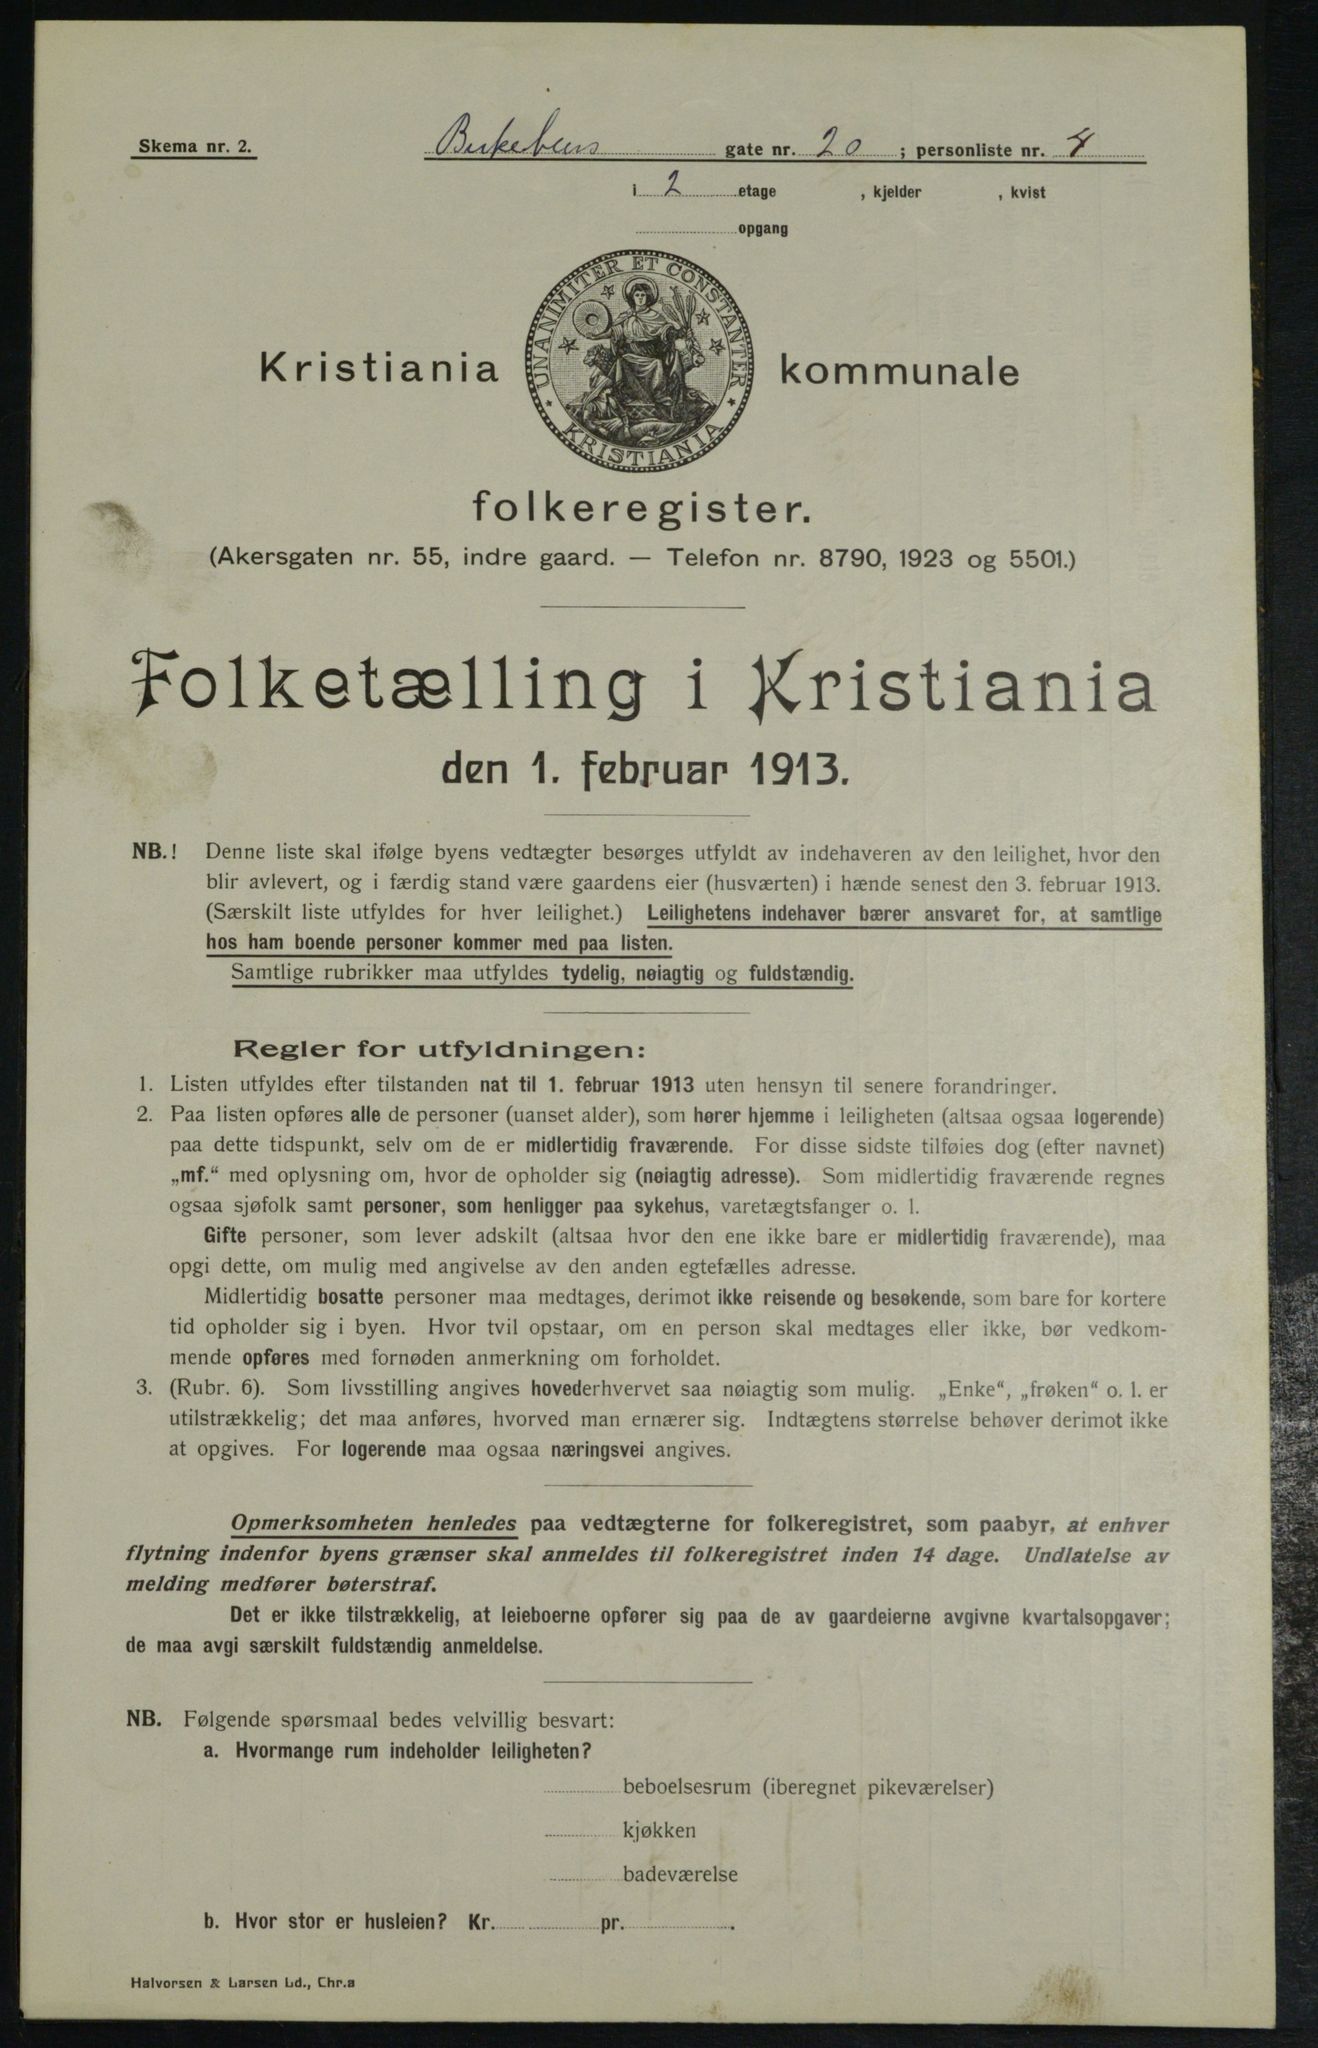 Skema nr. 2. Birkebens gate nr. 20 ; personliste nr. 4
i 2 etage , kjelder , kvist
opgang
UNANIMITER ET CONSTANTER
KRISTIANIA
Kristiania kommunale
folkeregister.
(Akersgaten nr. 55, indre gaard. — Telefon nr. 8790, 1923 og 5501.)
Folketælling i Kristiania
den 1. februar 1913.
NB.! Denne liste skal ifølge byens vedtægter besørges utfyldt av indehaveren av den leilighet, hvor den
blir avlevert, og i færdig stand være gaardens eier (husværten) i hænde senest den 3. februar 1913.
(Særskilt liste utfyldes for hver leilighet.) Leilighetens indehaver bærer ansvaret for, at samtlige
hos ham boende personer kommer med paa listen.
Samtlige rubrikker maa utfyldes tydelig, nøiagtig og fuldstændig.
Regler for utfyldningen:
1. Listen utfyldes efter tilstanden nat til 1. februar 1913 uten hensyn til senere forandringer.
2. Paa listen opføres alle de personer (uanset alder), som hører hjemme i leiligheten (altsaa ogsaa logerende)
paa dette tidspunkt, selv om de er midlertidig fraværende. For disse sidste tilføies dog (efter navnet)
„mf.“ med oplysning om, hvor de opholder sig (nøiagtig adresse). Som midlertidig fraværende regnes
ogsaa sjøfolk samt personer, som henligger paa sykehus, varetægtsfanger o. l.
Gifte personer, som lever adskilt (altsaa hvor den ene ikke bare er midlertidig fraværende), maa
opgi dette, om mulig med angivelse av den anden egtefælles adresse.
Midlertidig bosatte personer maa medtages, derimot ikke reisende og besøkende, som bare for kortere
tid opholder sig i byen. Hvor tvil opstaar, om en person skal medtages eller ikke, bør vedkom-
mende opføres med fornøden anmerkning om forholdet.
3. (Rubr. 6). Som livsstilling angives hovederhvervet saa nøiagtig som mulig. „Enke“, „frøken“ o. l. er
utilstrækkelig; det maa anføres, hvorved man ernærer sig. Indtægtens størrelse behøver derimot ikke
at opgives. For logerende maa ogsaa næringsvei angives.
Opmerksomheten henledes paa vedtægterne for folkeregistret, som paabyr, at enhver
flytning indenfor byens grænser skal anmeldes til folkeregistret inden 14 dage. Undlatelse av
melding medfører bøterstraf.
Det er ikke tilstrækkelig, at leieboerne opfører sig paa de av gaardeierne avgivne kvartalsopgaver;
de maa avgi særskilt fuldstændig anmeldelse.
NB. Følgende spørsmaal bedes velvillig besvart:
a. Hvormange rum indeholder leiligheten?
beboelsesrum (iberegnet pikeværelser)
kjøkken
badeværelse
b. Hvor stor er husleien? Kr. pr. .
Halvorsen & Larsen Ld., Chr.a